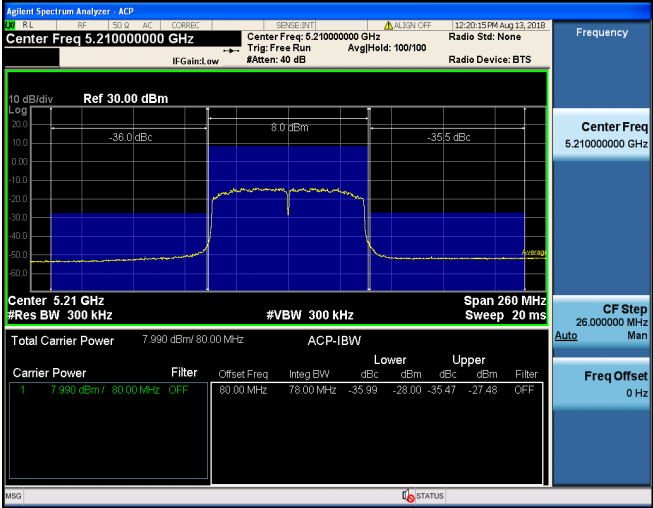 Agilent Spectrum Analyzer - ACP
RL RF 50 Ω AC CORREC SENSE:INT ALIGN OFF 12:20:15 PM Aug 13, 2018
Center Freq 5.210000000 GHz
Center Freq: 5.210000000 GHz Radio Std: None
Trig: Free Run Avg|Hold: 100/100
IFGain:Low #Atten: 40 dB Radio Device: BTS
Frequency
10 dB/div Ref 30.00 dBm
Log
20.0
10.0
0.00
-10.0
-20.0
-30.0
-40.0
-50.0
-60.0
-36.0 dBc 8.0 dBm -35.5 dBc
Average
Center 5.21 GHz Span 260 MHz
#Res BW 300 kHz #VBW 300 kHz Sweep 20 ms
Center Freq
5.210000000 GHz
CF Step
26.000000 MHz
Auto Man
Freq Offset
0 Hz
Total Carrier Power 7.990 dBm/ 80.00 MHz ACP-IBW
Lower Upper
Carrier Power Filter Offset Freq Integ BW dBc dBm dBc dBm Filter
1 7.990 dBm / 80.00 MHz OFF 80.00 MHz 78.00 MHz -35.99 -28.00 -35.47 -27.48 OFF
MSG STATUS